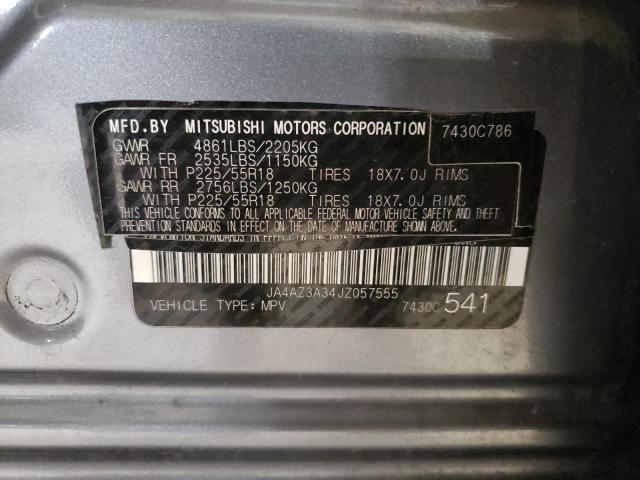 MFD.BY MITSUBISHI MOTORS CORPORATION 7430C786
GVWR 4861LBS/2205KG
GAWR FR 2535LBS/1150KG
WITH P225/55R18 TIRES 18X7.0J RIMS
GAWR RR 2756LBS/1250KG
WITH P225/55R18 TIRES 18X7.0J RIMS
THIS VEHICLE CONFORMS TO ALL APPLICABLE FEDERAL MOTOR VEHICLE SAFETY AND THEFT
PREVENTION STANDARDS IN EFFECT ON THE DATE OF MANUFACTURE SHOWN ABOVE.
JA4AZ3A34JZ057555
VEHICLE TYPE: MPV 7430C 541